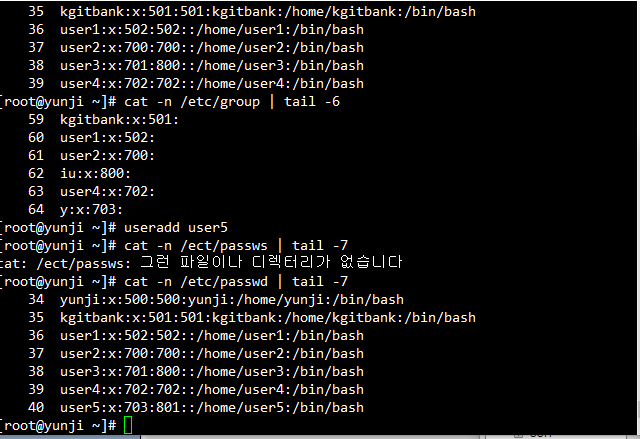 35 kgitbank:x:501:501:kgitbank:/home/kgitbank:/bin/bash
36 user1:x:502:502::/home/user1:/bin/bash
37 user2:x:700:700::/home/user2:/bin/bash
38 user3:x:701:800::/home/user3:/bin/bash
39 user4:x:702:702::/home/user4:/bin/bash
[root@yunji ~]# cat -n /etc/group | tail -6
59 kgitbank:x:501:
60 user1:x:502:
61 user2:x:700:
62 iu:x:800:
63 user4:x:702:
64 y:x:703:
[root@yunji ~]# useradd user5
[root@yunji ~]# cat -n /ect/passws | tail -7
cat: /ect/passws: 그런 파일이나 디렉터리가 없습니다
[root@yunji ~]# cat -n /etc/passwd | tail -7
34 yunji:x:500:500:yunji:/home/yunji:/bin/bash
35 kgitbank:x:501:501:kgitbank:/home/kgitbank:/bin/bash
36 user1:x:502:502::/home/user1:/bin/bash
37 user2:x:700:700::/home/user2:/bin/bash
38 user3:x:701:800::/home/user3:/bin/bash
39 user4:x:702:702::/home/user4:/bin/bash
40 user5:x:703:801::/home/user5:/bin/bash
[root@yunji ~]#